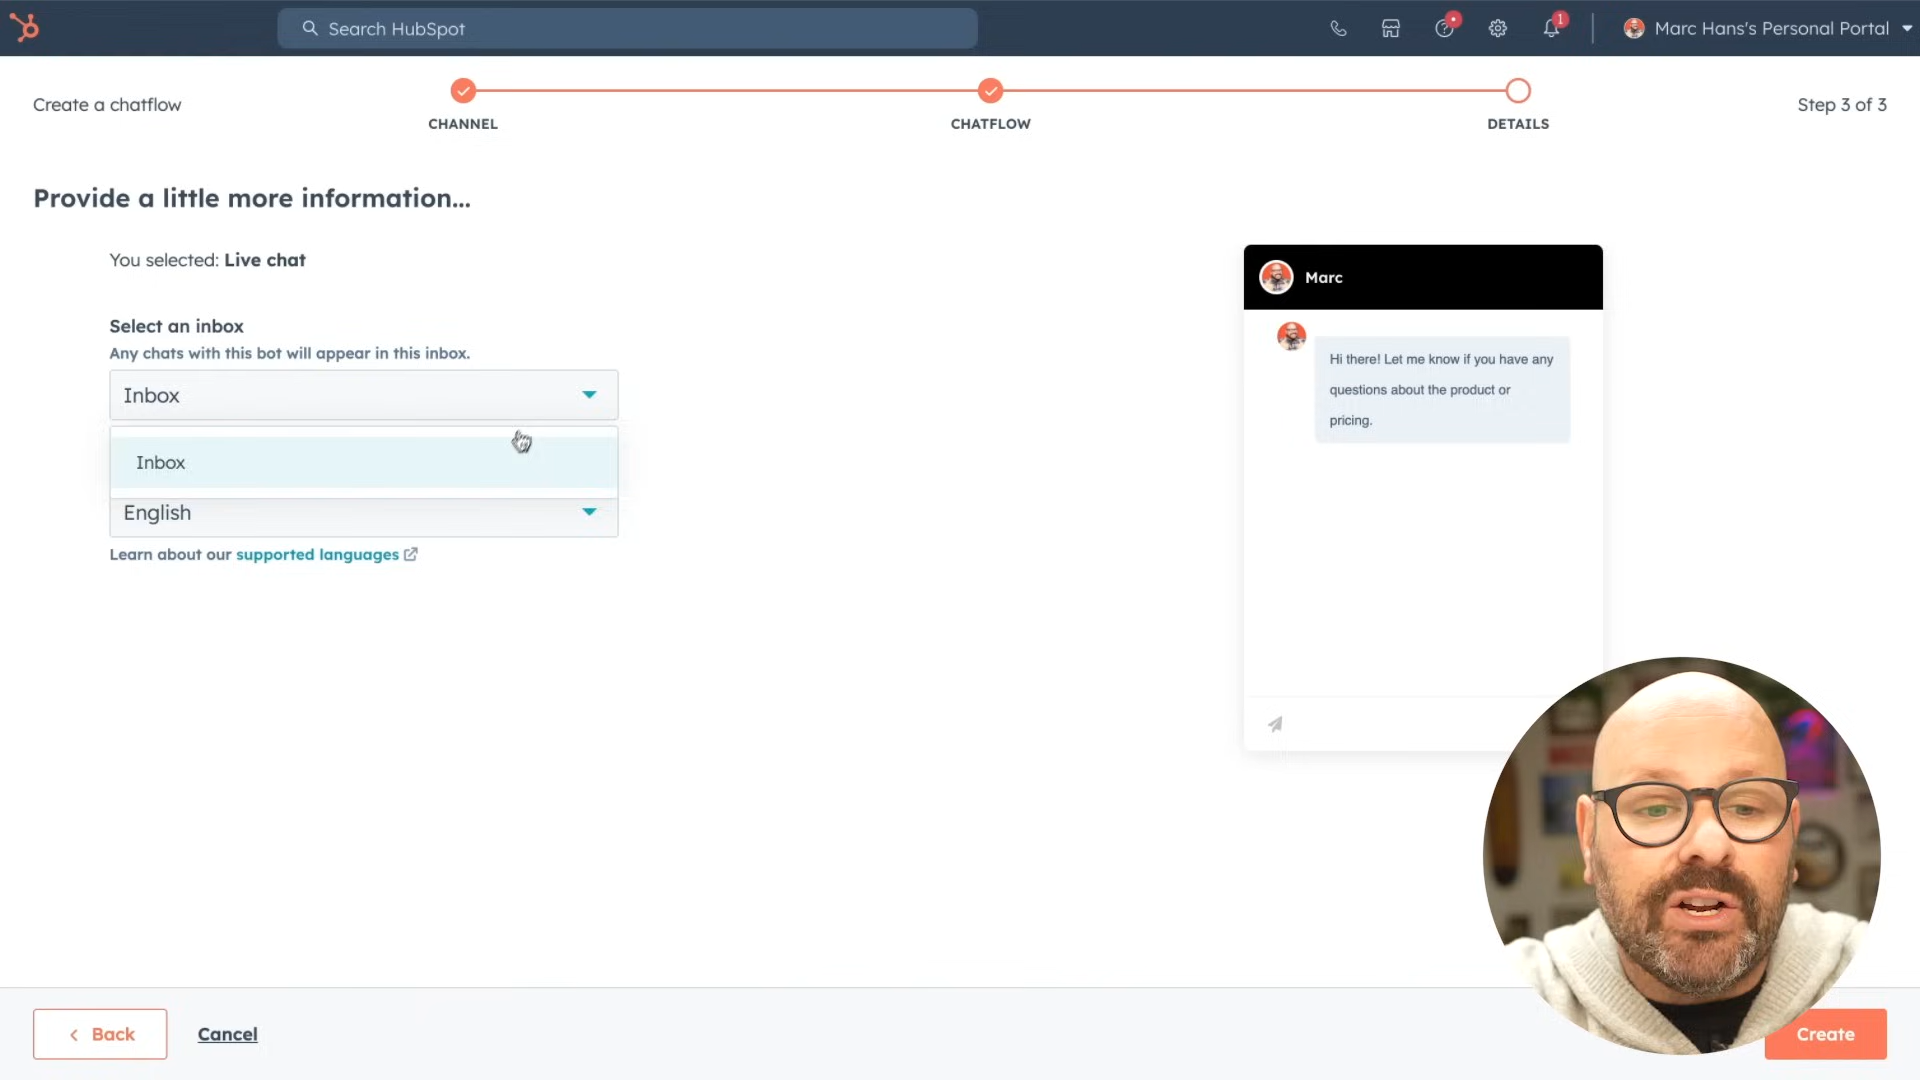 Search HubSpot
1
Marc Hans's Personal Portal
Create a chatflow
CHANNEL
CHATFLOW
DETAILS
Step 3 of 3
Provide a little more information...
You selected: Live chat
Select an inbox
Any chats with this bot will appear in this inbox.
Inbox
Inbox
English
Learn about our supported languages
Marc
Hi there! Let me know if you have any
questions about the product or
pricing.
Back
Cancel
Create